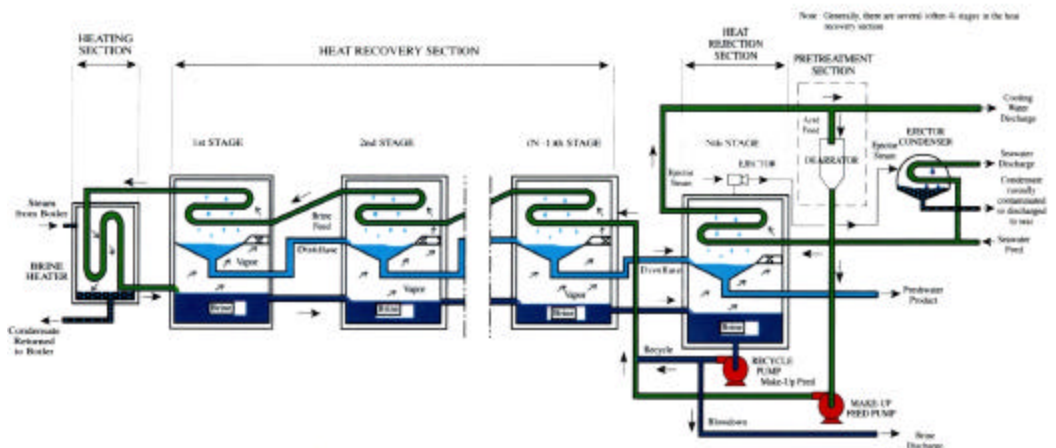 Note : Generally, there are several (often 4) stages in the heat
recovery section
HEATING
SECTION
HEAT RECOVERY SECTION
HEAT
REJECTION
SECTION
PRETREATMENT
SECTION
1st STAGE
2nd STAGE
(N-1)th STAGE
Nth STAGE
Acid
Feed
DEAERATOR
EJECTOR
Ejector
Steam
Ejector
Steam
EJECTOR
CONDENSER
Cooling
Water
Discharge
Seawater
Discharge
Condensate
contaminated
so discharged
to
Seawater
Feed
Steam
from Boiler
BRINE
HEATER
Condensate
Returned
to Boiler
Brine
Feed
Distillate
Distillate
Vapor
Vapor
Vapor
Brine
Brine
Brine
Brine
Freshwater
Product
Recycle
RECYCLE
PUMP
Make-Up Feed
MAKE-UP
FEED PUMP
Blowdown
Brine
Discharge